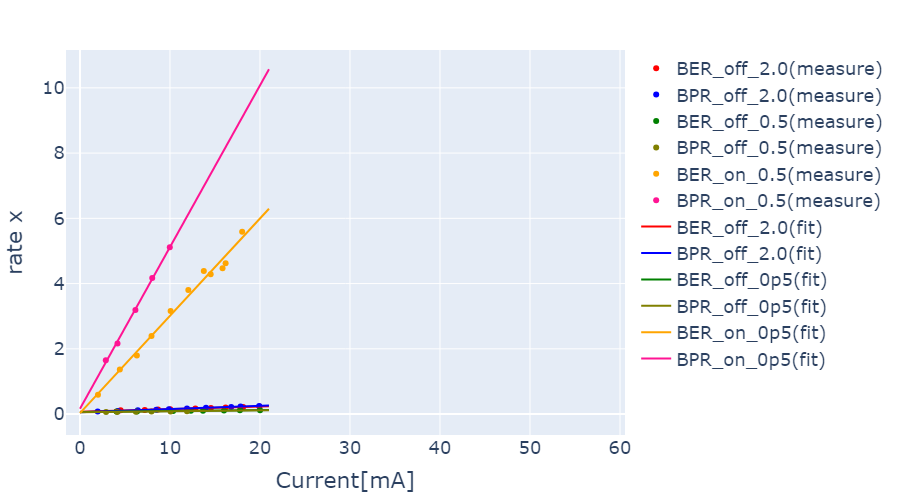 10
8
6
4
2
0
rate x
0
10
20
30
40
50
60
Current[mA]
BER_off_2.0(measure)
BPR_off_2.0(measure)
BER_off_0.5(measure)
BPR_off_0.5(measure)
BER_on_0.5(measure)
BPR_on_0.5(measure)
BER_off_2.0(fit)
BPR_off_2.0(fit)
BER_off_0p5(fit)
BPR_off_0p5(fit)
BER_on_0p5(fit)
BPR_on_0p5(fit)